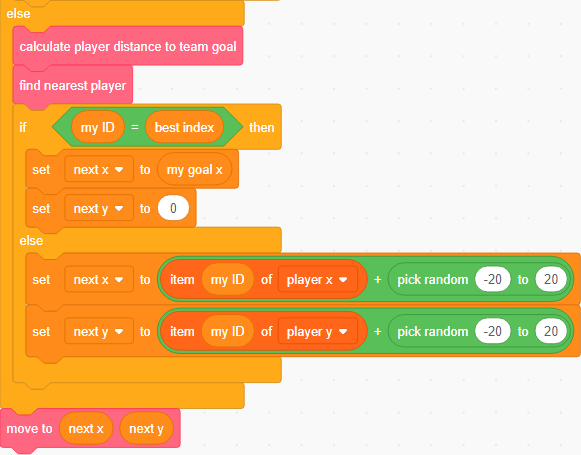 else
calculate player distance to team goal
find nearest player
if my ID = best index then
set next x to my goal x
set next y to 0
else
set next x to item my ID of player x + pick random -20 to 20
set next y to item my ID of player y + pick random -20 to 20
move to next x next y